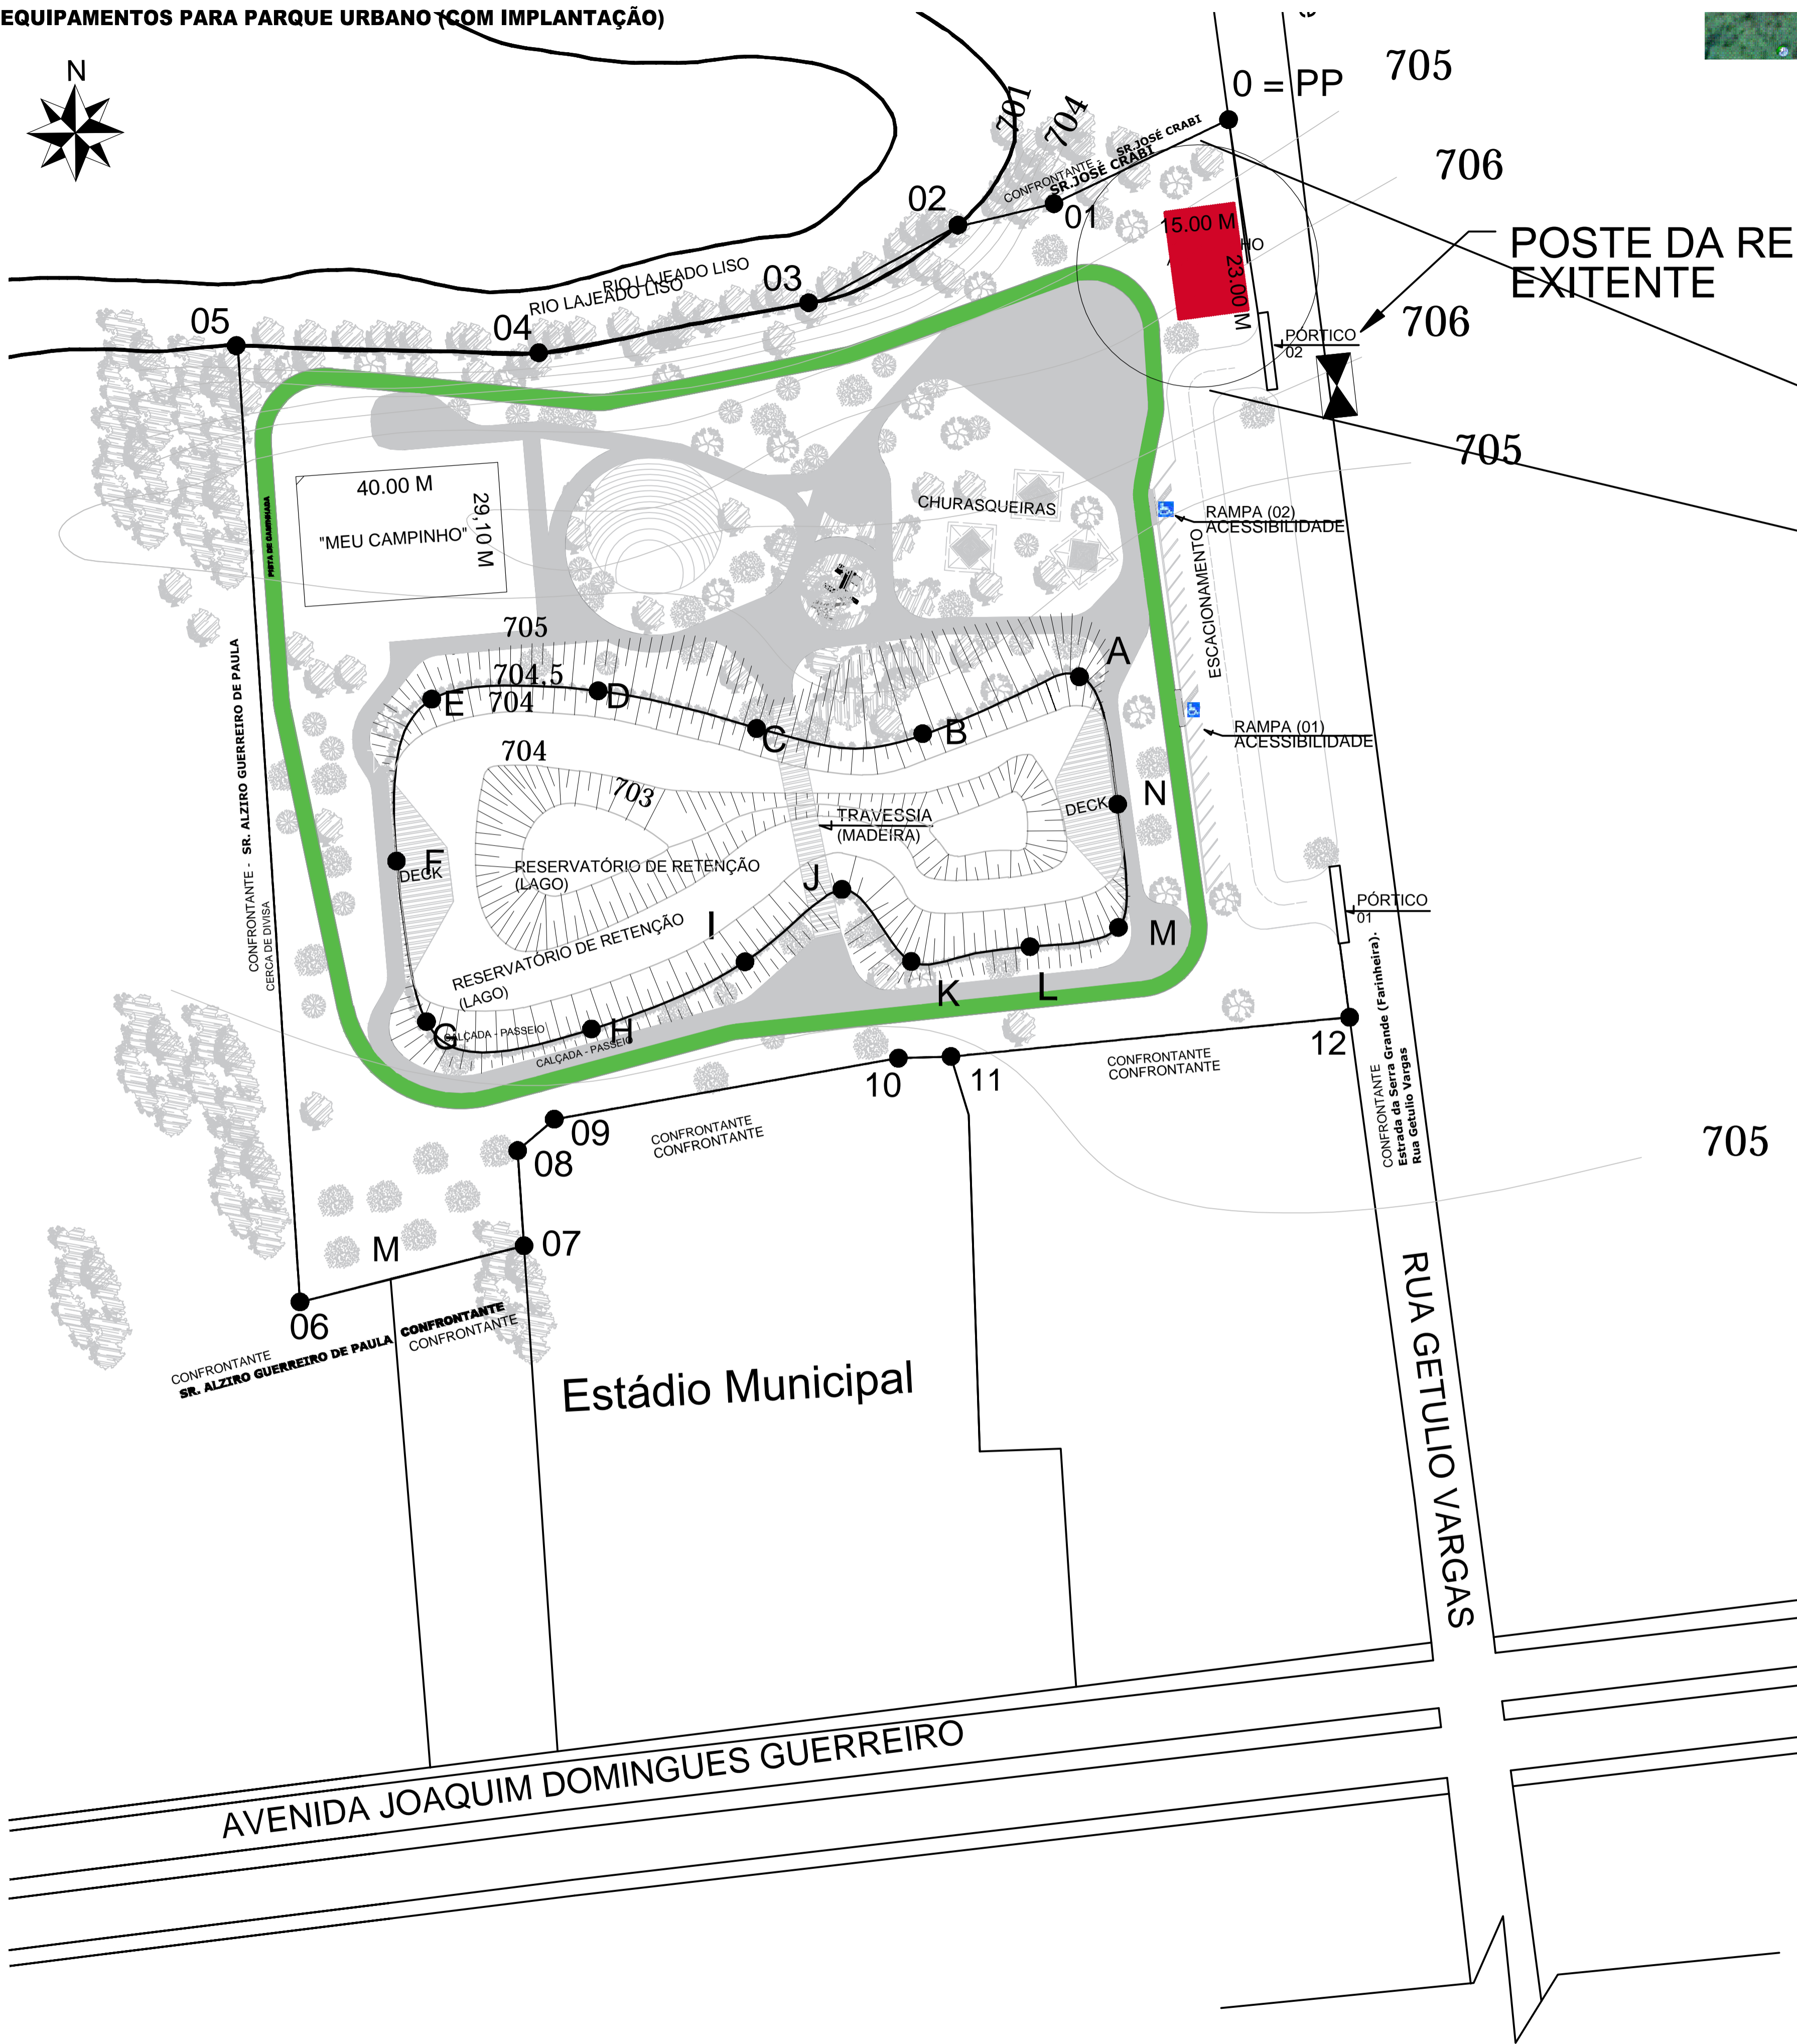 EQUIPAMENTOS PARA PARQUE URBANO (COM IMPLANTAÇÃO)
N
705
0 = PP
701
704
SR.JOSÉ CRABI
CONFRONTANTE -
SR.JOSÉ CRABI
706
02
01
15.00 M
HO
23.00 M
POSTE DA RE
EXITENTE
RIO LAJEADO LISO
RIO LAJEADO LISO
03
05
04
706
PÓRTICO
02
705
40.00 M
29,10 M
"MEU CAMPINHO"
PISTA DE CAMINHADA
CHURASQUEIRAS
RAMPA (02)
ACESSIBILIDADE
ESCACIONAMENTO
705
704,5
704
E
D
C
B
A
RAMPA (01)
ACESSIBILIDADE
704
703
N
DECK
TRAVESSIA
(MADEIRA)
F
DECK
RESERVATÓRIO DE RETENÇÃO
(LAGO)
J
I
RESERVATÓRIO DE RETENÇÃO
(LAGO)
PÓRTICO
01
M
K
L
G
H
CALÇADA - PASSEIO
CALÇADA - PASSEIO
CONFRONTANTE - SR. ALZIRO GUERREIRO DE PAULA
CERCA DE DIVISA
12
10
11
CONFRONTANTE
CONFRONTANTE
CONFRONTANTE
Estrada da Serra Grande (Farinheira).
Rua Getulio Vargas
09
08
CONFRONTANTE
CONFRONTANTE
705
07
M
06
CONFRONTANTE
SR. ALZIRO GUERREIRO DE PAULA
CONFRONTANTE
CONFRONTANTE
Estádio Municipal
RUA GETULIO VARGAS
AVENIDA JOAQUIM DOMINGUES GUERREIRO